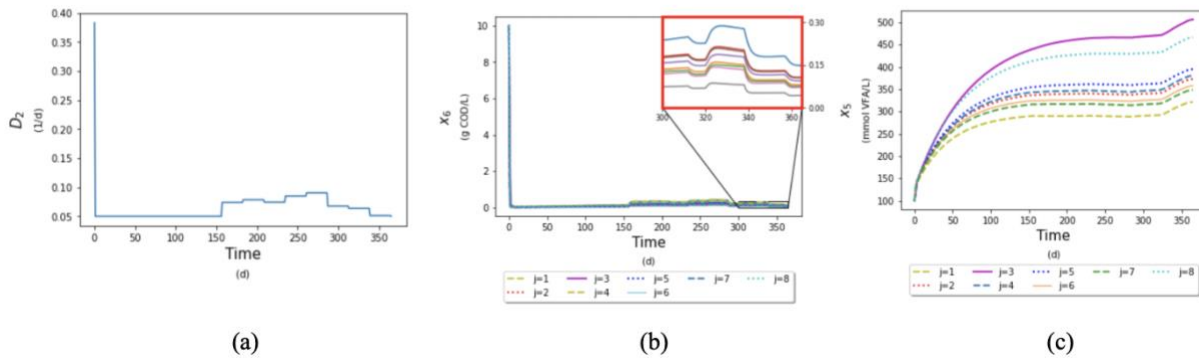 0.40
0.35
0.30
0.25
0.20
0.15
0.10
0.05
D2
(1/d)
0 50 100 150 200 250 300 350
Time
(d)
10
8
6
4
2
0
x6
(g COD/L)
0.30
0.15
0.00
300 320 340 360
0 50 100 150 200 250 300 350
Time
(d)
j=1 j=3 j=5 j=7 j=8
j=2 j=4 j=6
500
450
400
350
300
250
200
150
100
x5
(mmol VFA/L)
0 50 100 150 200 250 300 350
Time
(d)
j=1 j=3 j=5 j=7 j=8
j=2 j=4 j=6
(a) (b) (c)